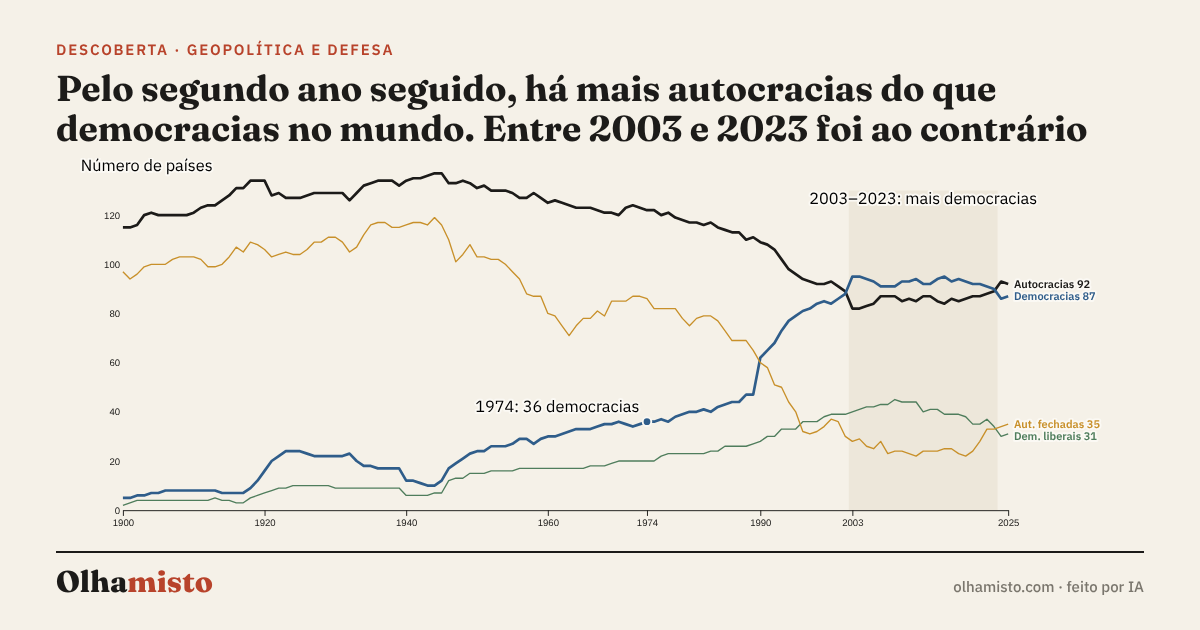 DESCOBERTA · GEOPOLÍTICA E DEFESA
Pelo segundo ano seguido, há mais autocracias do que
democracias no mundo. Entre 2003 e 2023 foi ao contrário
Número de países
2003–2023: mais democracias
120
100
80
60
40
20
0
1974: 36 democracias
Autocracias 92
Democracias 87
Aut. fechadas 35
Dem. liberais 31
1900
1920
1940
1960
1974
1990
2003
2025
Olhamisto
olhamisto.com · feito por IA